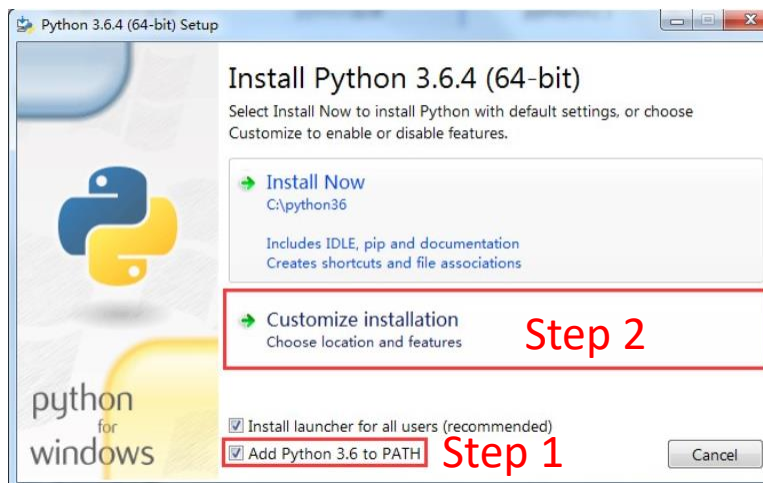 Python 3.6.4 (64-bit) Setup
Install Python 3.6.4 (64-bit)
Select Install Now to install Python with default settings, or choose
Customize to enable or disable features.
Install Now
C:\python36
Includes IDLE, pip and documentation
Creates shortcuts and file associations
Customize installation
Choose location and features
Step 2
python
for
windows
Install launcher for all users (recommended)
Add Python 3.6 to PATH
Step 1
Cancel